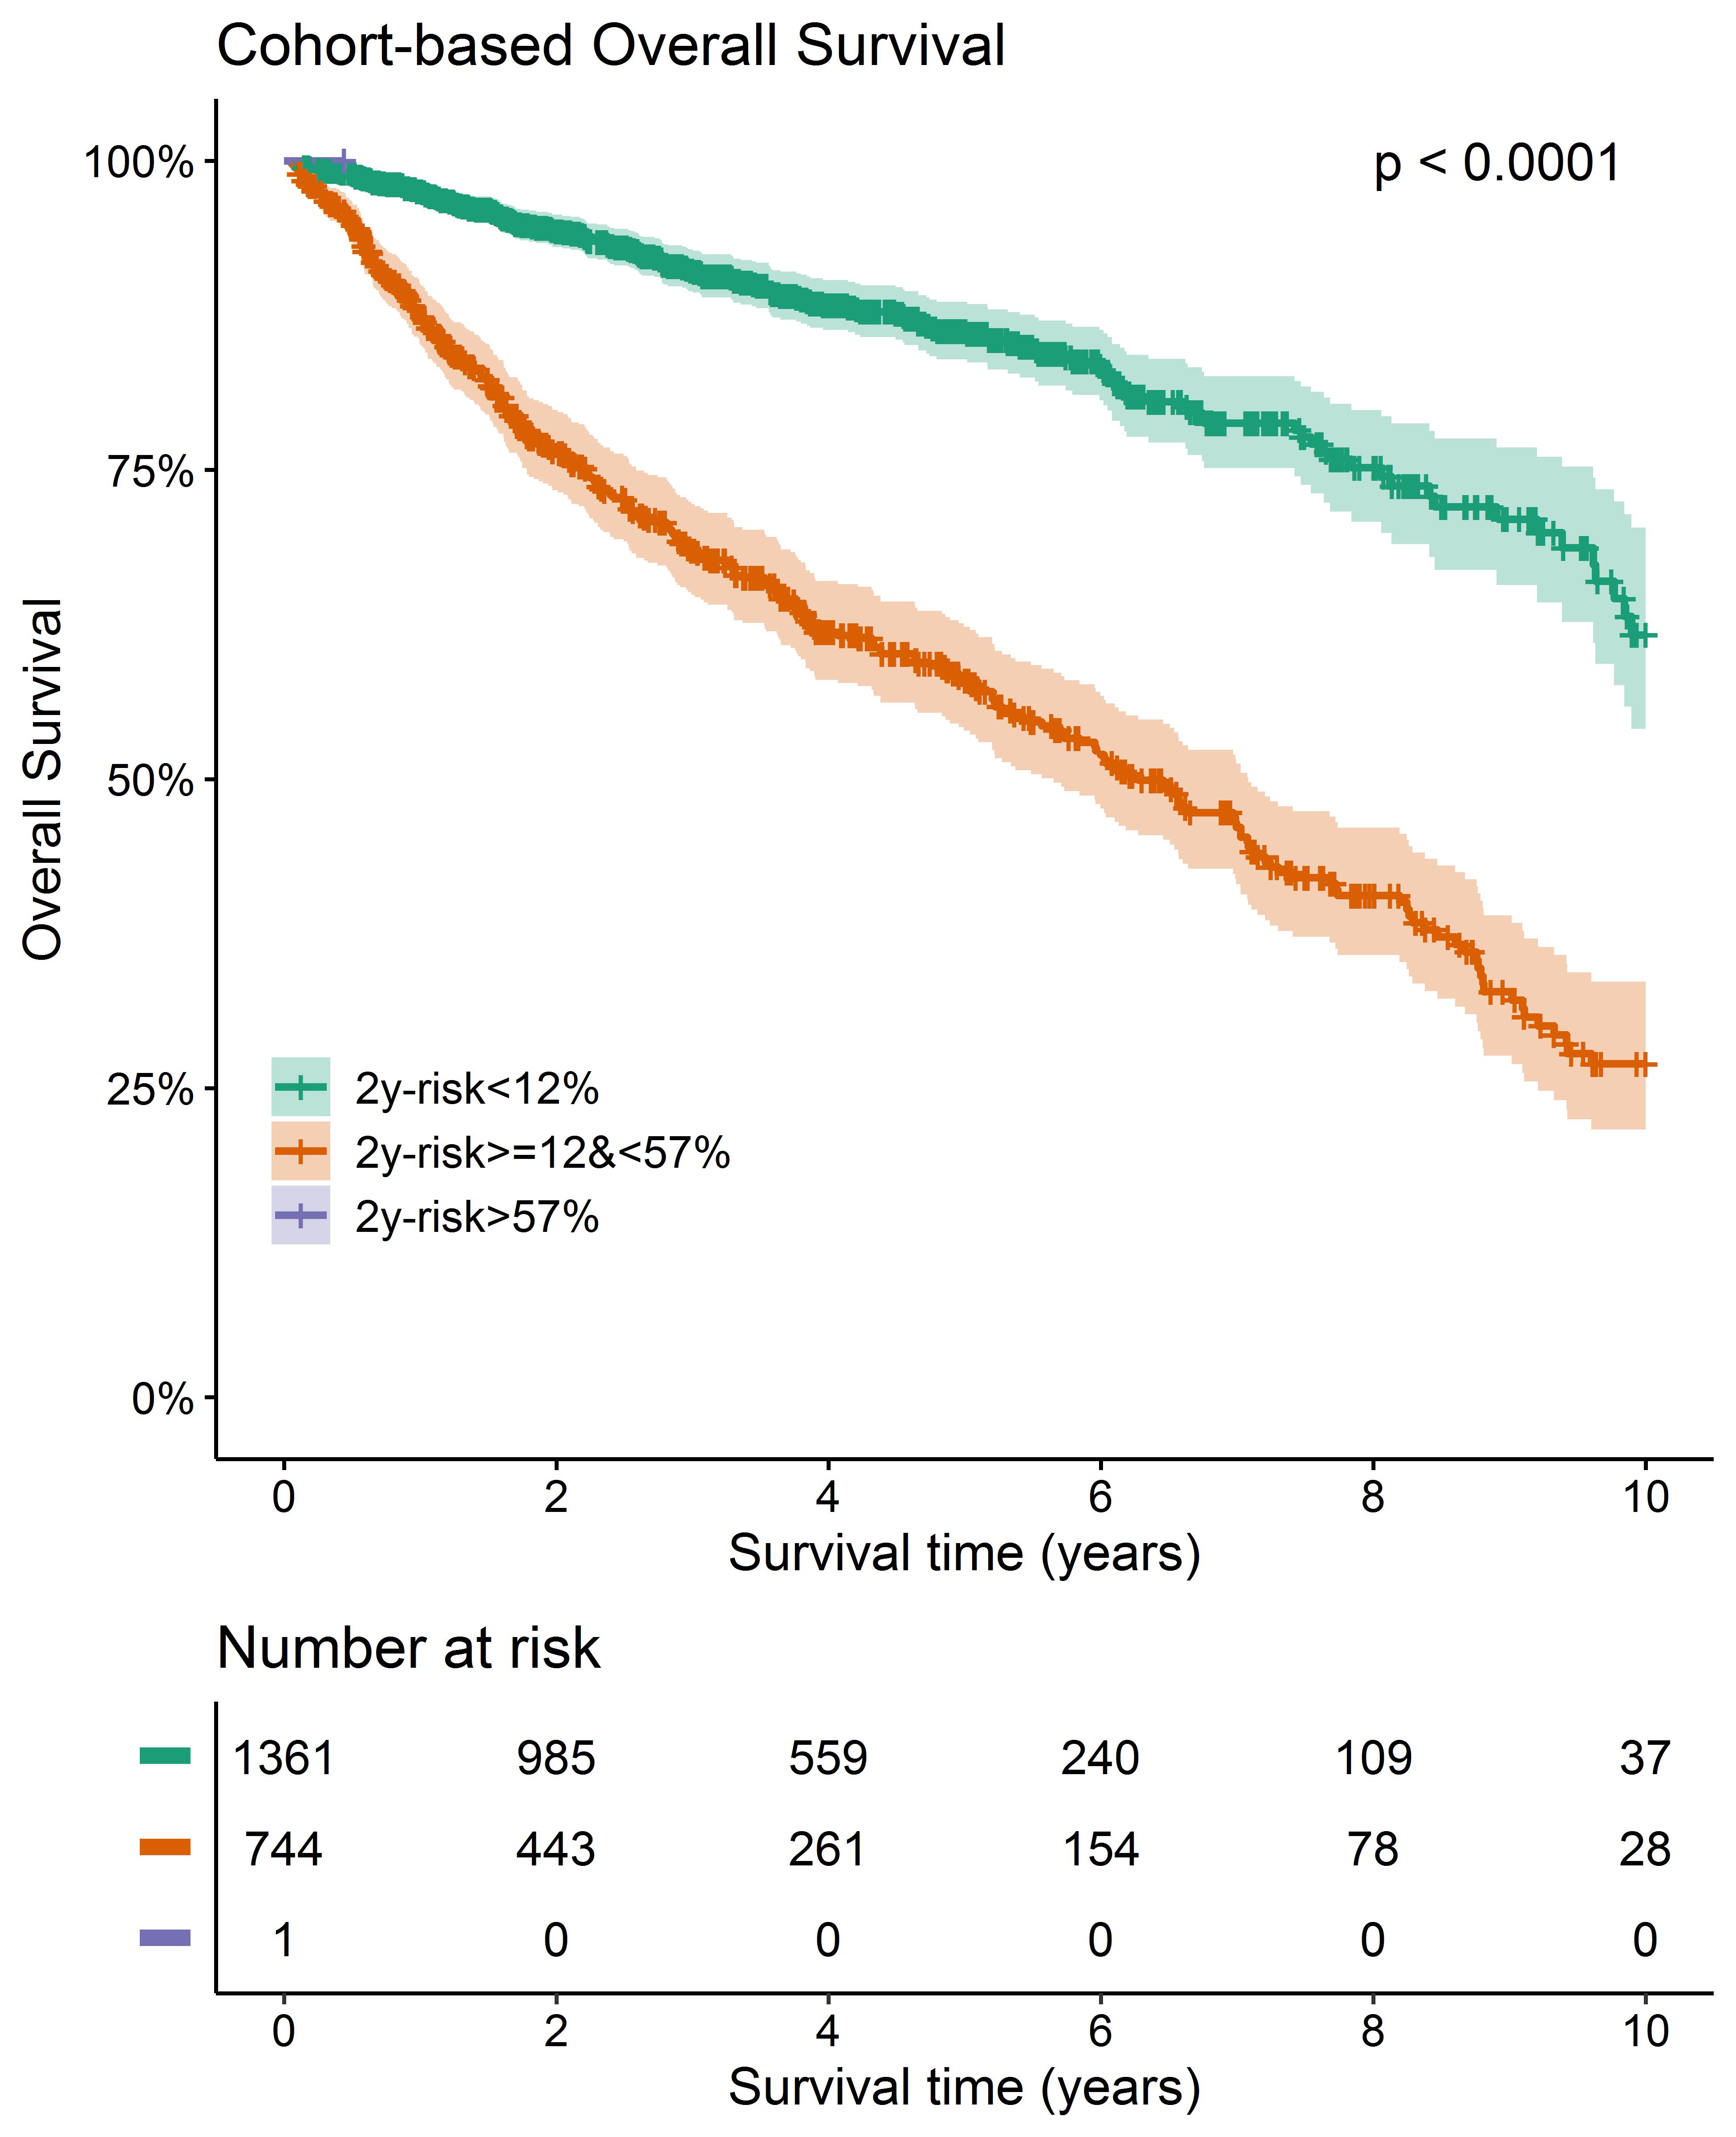 Cohort-based Overall Survival
p < 0.0001
100%
75%
50%
25%
0%
Overall Survival
2y-risk<12%
2y-risk>=12&<57%
2y-risk>57%
0 2 4 6 8 10
Survival time (years)
Number at risk
1361 985 559 240 109 37
744 443 261 154 78 28
1 0 0 0 0 0
0 2 4 6 8 10
Survival time (years)